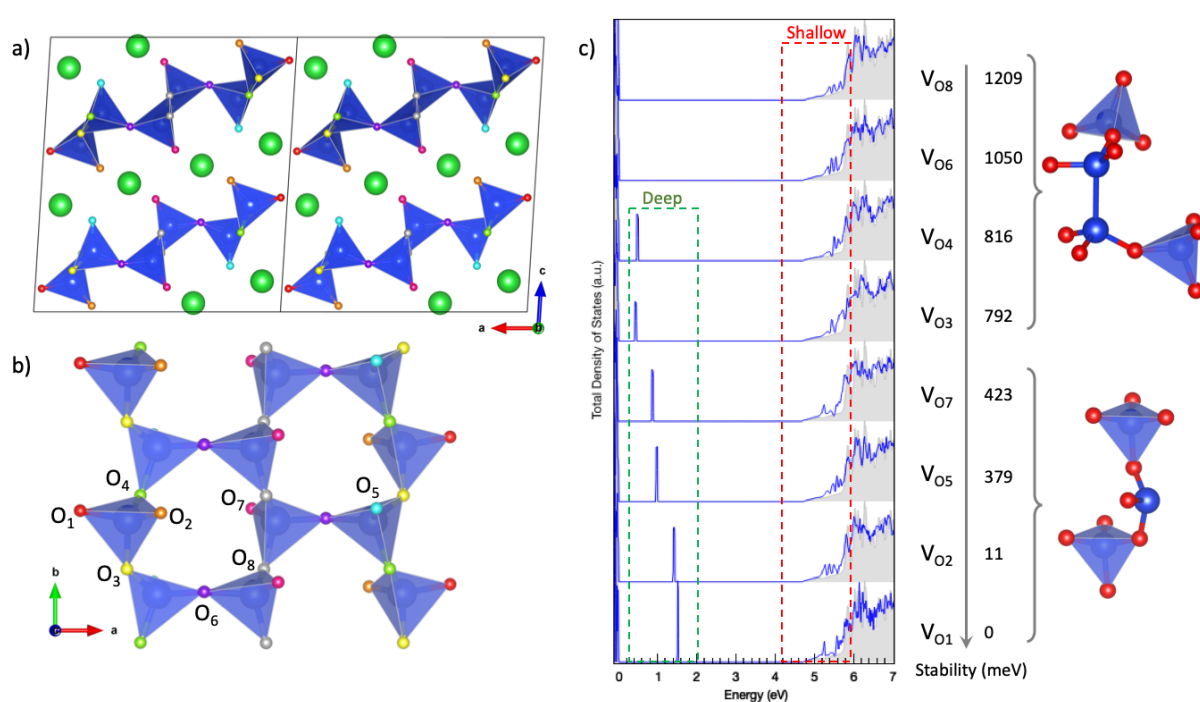 a)
c
a
b
b)
O4
O1
O2
O3
O7
O5
O8
O6
b
a
c
c)
Shallow
Deep
Total Density of States (a.u.)
0 1 2 3 4 5 6 7
Energy (eV)
VO8 1209
VO6 1050
VO4 816
VO3 792
VO7 423
VO5 379
VO2 11
VO1 0
Stability (meV)